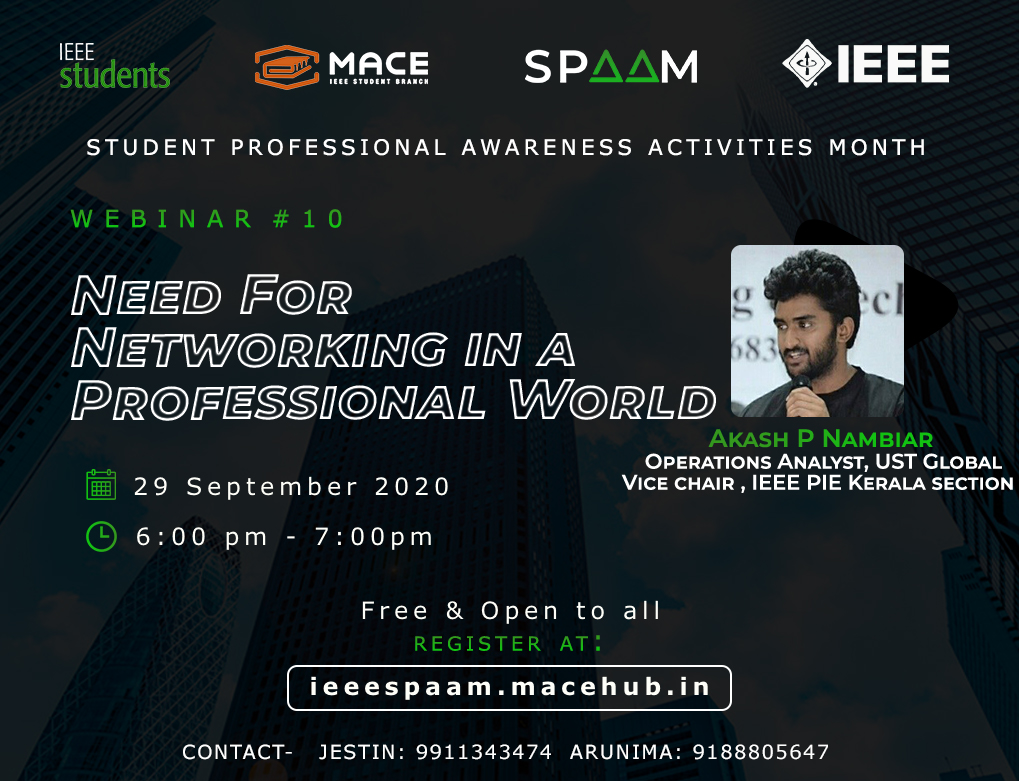 IEEE
students
MACE
IEEE STUDENT BRANCH
SPAAM
IEEE
STUDENT PROFESSIONAL AWARENESS ACTIVITIES MONTH
WEBINAR #10
NEED FOR
NETWORKING IN A
PROFESSIONAL WORLD
g ech
683
AKASH P NAMBIAR
OPERATIONS ANALYST, UST GLOBAL
VICE CHAIR , IEEE PIE KERALA SECTION
29 September 2020
6:00 pm - 7:00pm
Free & Open to all
REGISTER AT:
ieeespaam.macehub.in
CONTACT- JESTIN: 9911343474 ARUNIMA: 9188805647